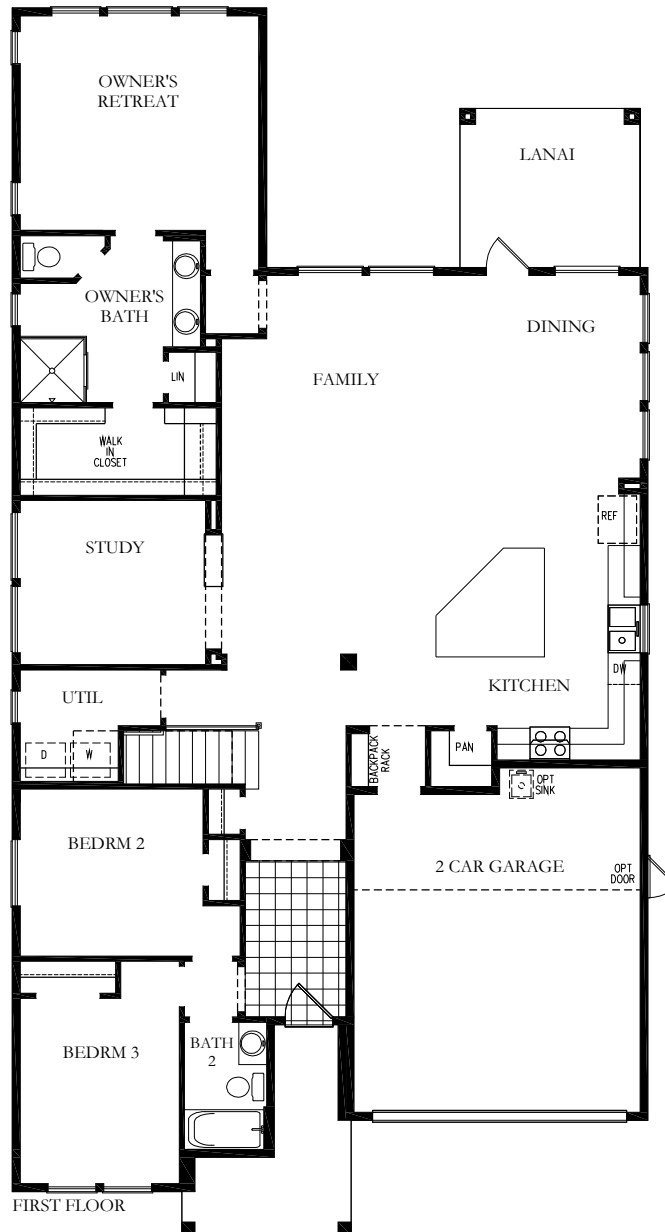 OWNER'S
RETREAT
LANAI
OWNER'S
BATH
DINING
LIN
FAMILY
WALK
IN
CLOSET
REF
STUDY
DW
KITCHEN
UTIL
D
W
BACKPACK
RACK
PAN
OPT
SINK
BEDRM 2
2 CAR GARAGE
OPT
DOOR
BEDRM 3
BATH
2
FIRST FLOOR